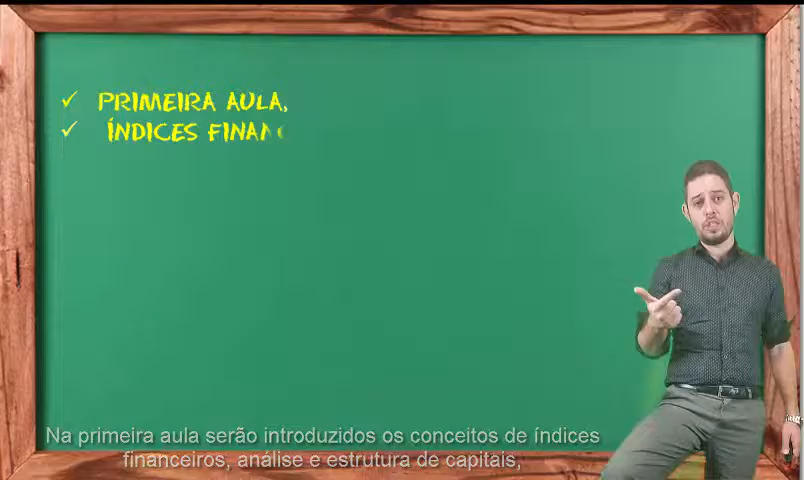 PRIMEIRA AULA,
ÍNDICES FINAN
Na primeira aula serão introduzidos os conceitos de índices
financeiros, análise e estrutura de capitais,